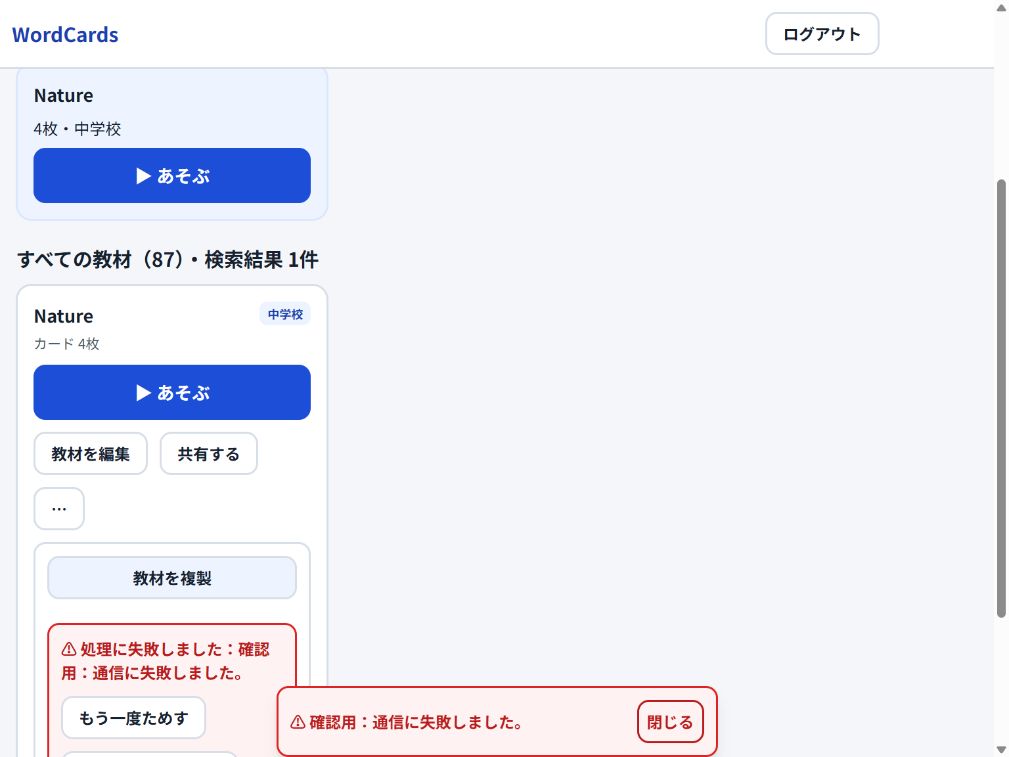 WordCards
ログアウト
Nature
4枚・中学校
▶ あそぶ
すべての教材（87）・検索結果 1件
Nature
中学校
カード 4枚
▶ あそぶ
教材を編集
共有する
…
教材を複製
⚠ 処理に失敗しました：確認
用：通信に失敗しました。
もう一度ためす
⚠ 確認用：通信に失敗しました。
閉じる